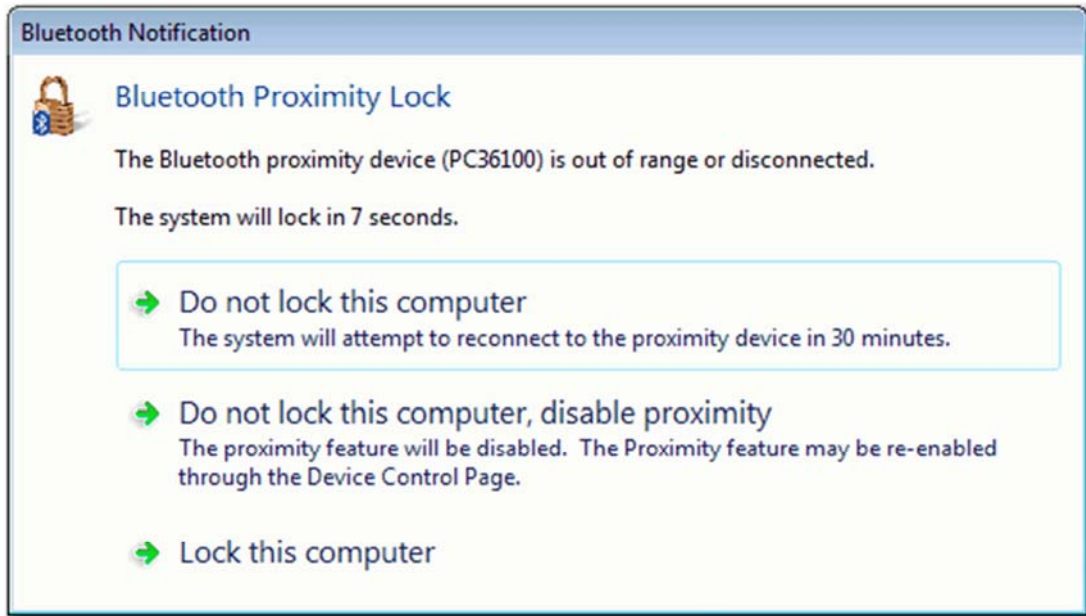 Bluetooth Notification
Bluetooth Proximity Lock
The Bluetooth proximity device (PC36100) is out of range or disconnected.
The system will lock in 7 seconds.
Do not lock this computer
The system will attempt to reconnect to the proximity device in 30 minutes.
Do not lock this computer, disable proximity
The proximity feature will be disabled.  The Proximity feature may be re-enabled
through the Device Control Page.
Lock this computer